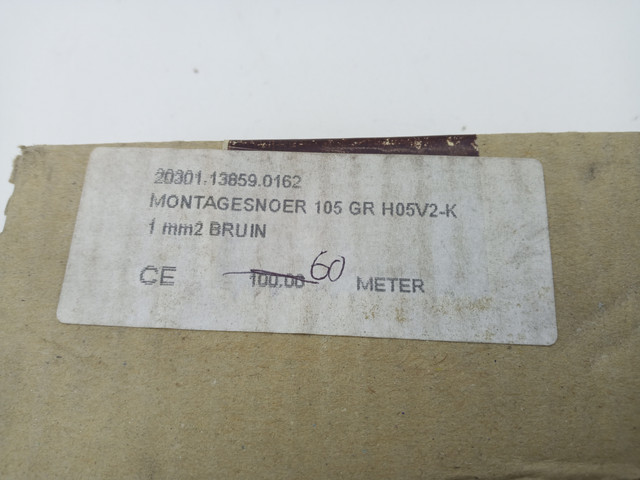 20301.13859.0162
MONTAGESNOER 105 GR H05V2-K
1 mm2 BRUIN
CE 100.00 60 METER